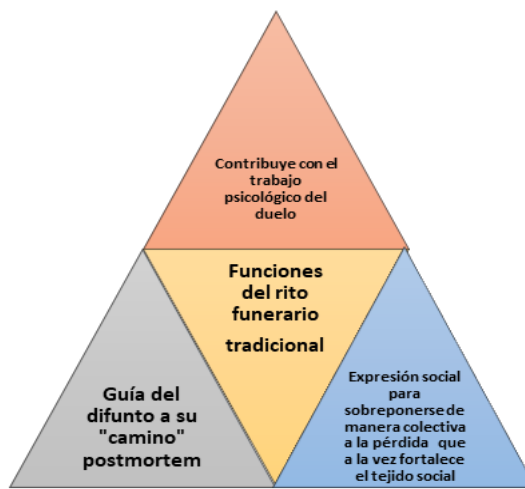 Contribuye con el
trabajo
psicológico del
duelo
Funciones
del rito
funerario
tradicional
Guía del
difunto a su
"camino"
postmortem
Expresión social
para
sobreponerse de
manera colectiva
a la pérdida que
a la vez fortalece
el tejido social